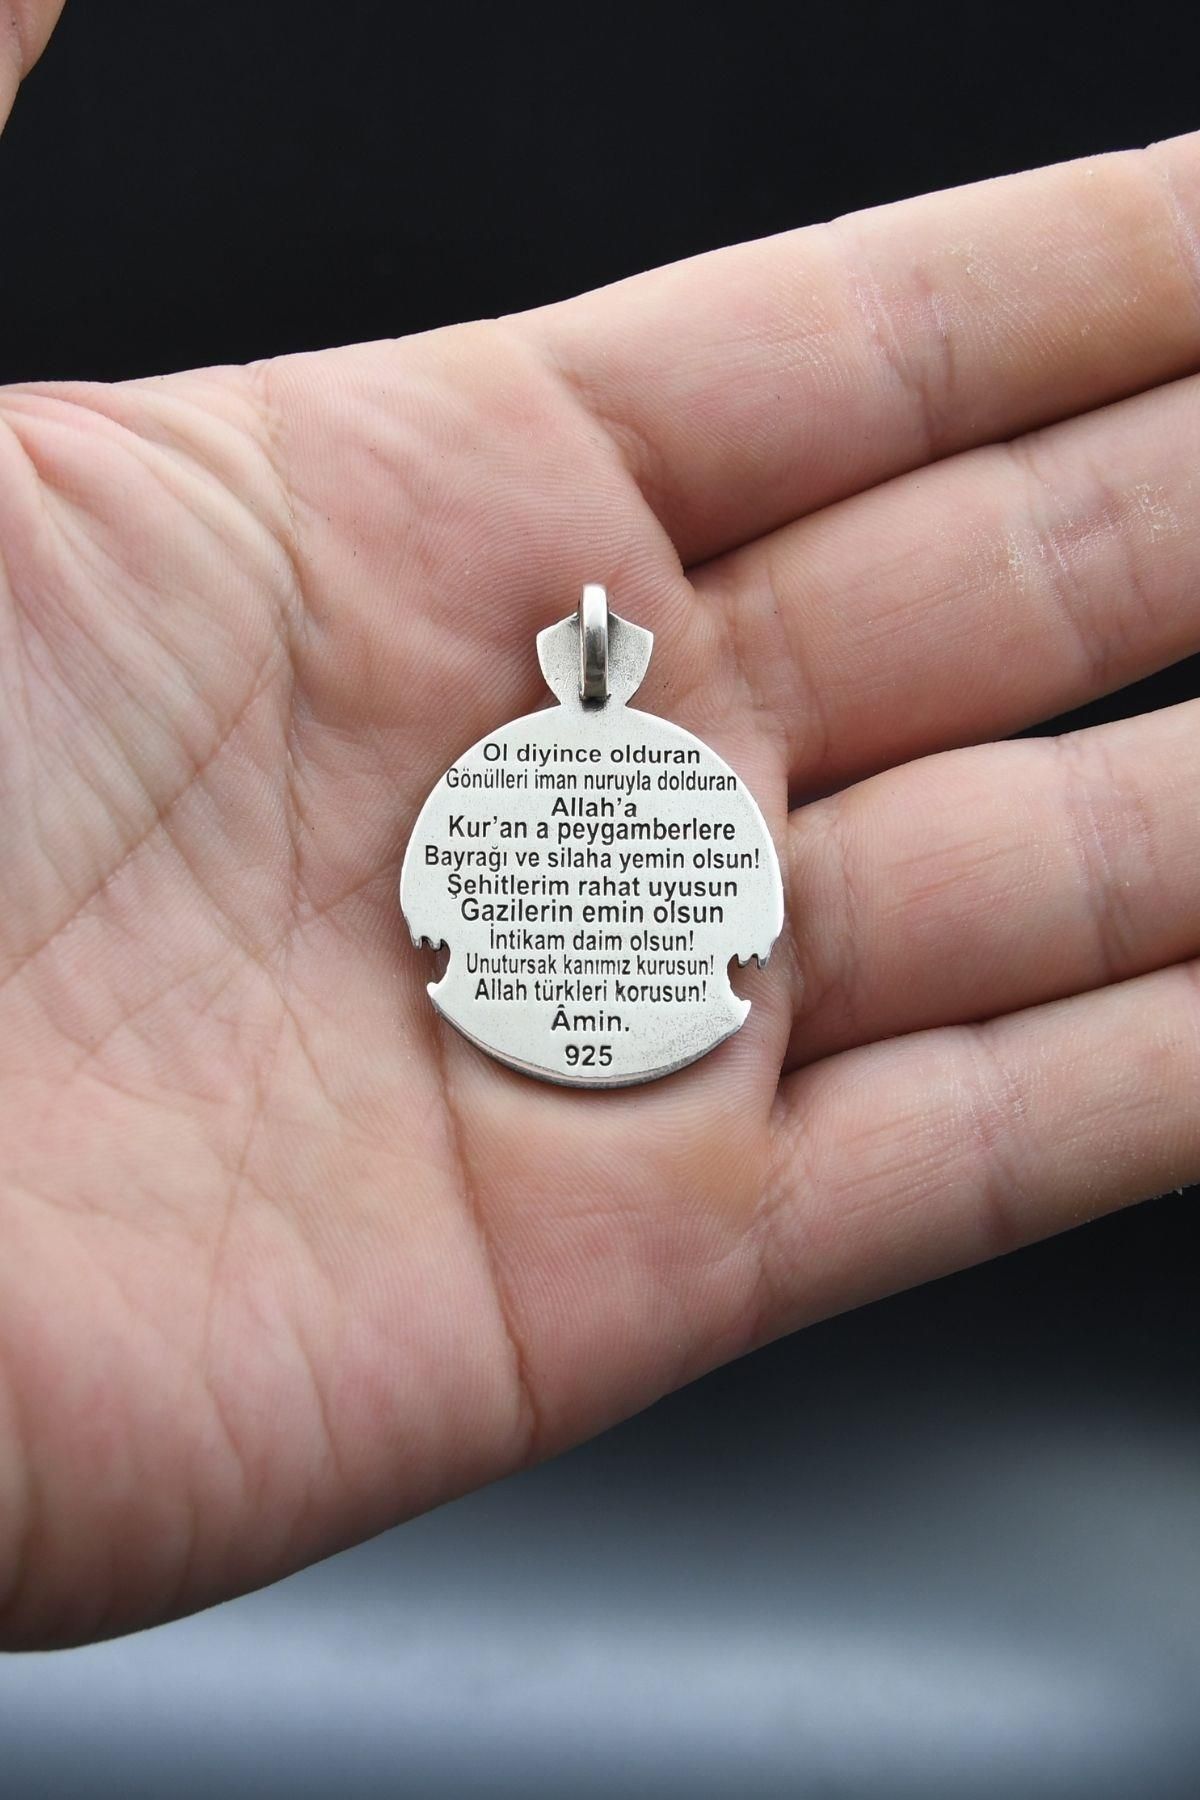 Ol diyince olduran
Gönülleri iman nuruyla dolduran
Allah'a
Kur'an a peygamberlere
Bayrağı ve silaha yemin olsun!
Şehitlerim rahat uyusun
Gazilerin emin olsun
İntikam daim olsun!
Unutursak kanımız kurusun!
Allah türkleri korusun!
Âmin.
925